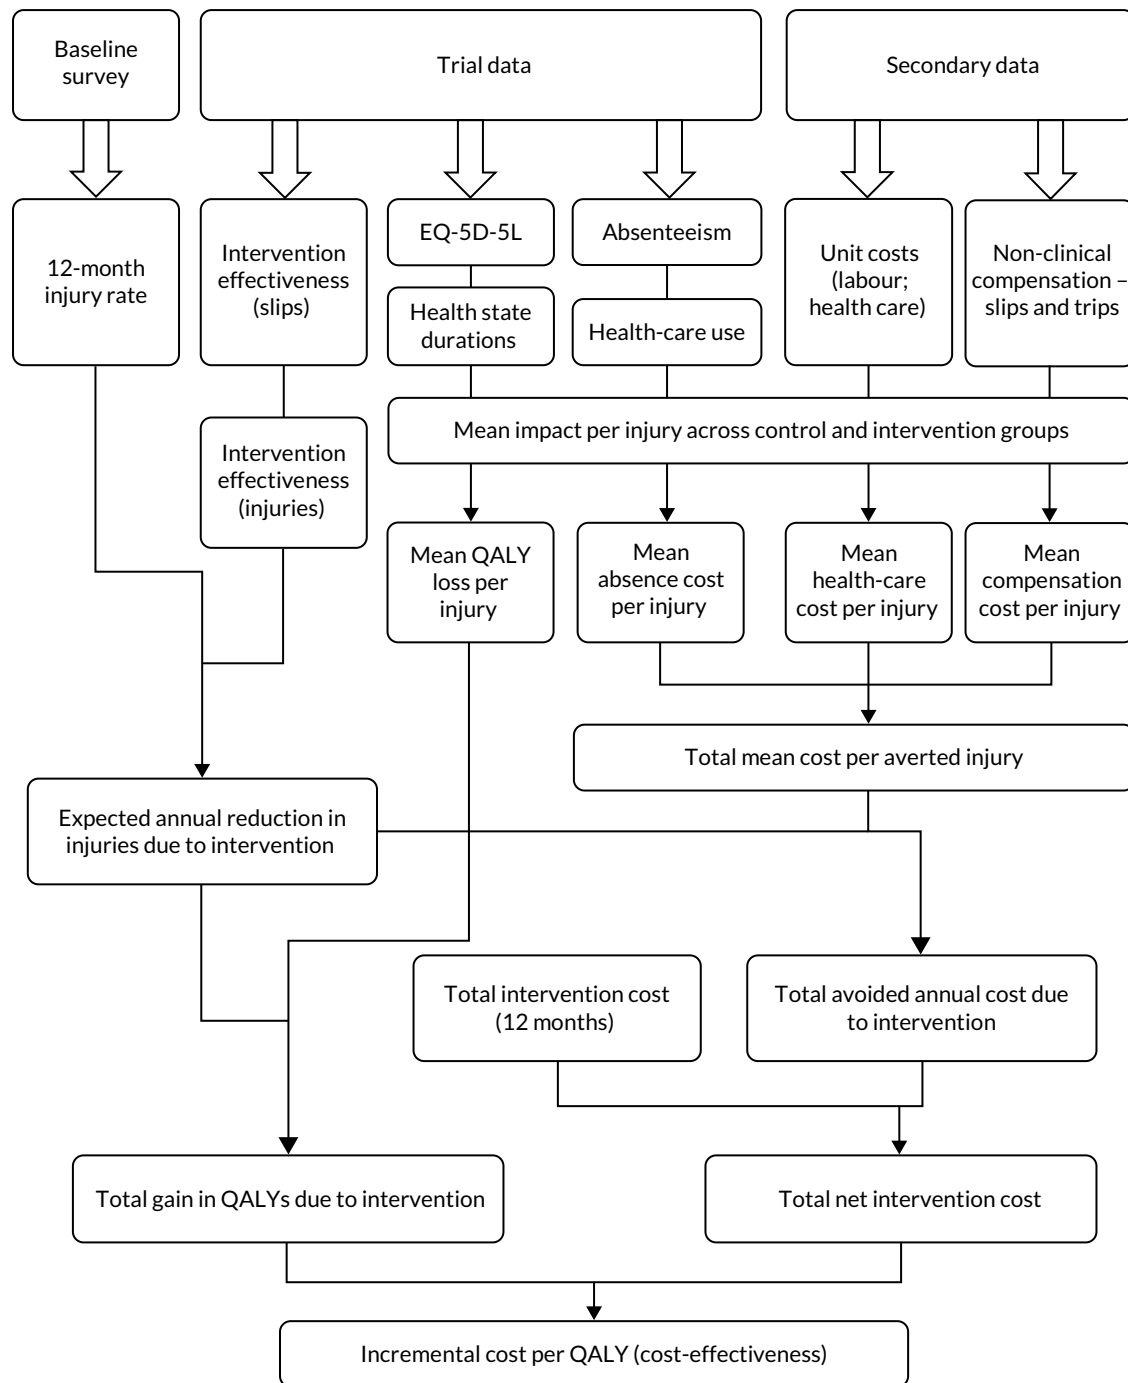 Baseline
survey
Trial data
Secondary data
12-month
injury rate
Intervention
effectiveness
(slips)
EQ-5D-5L
Health state
durations
Absenteeism
Health-care use
Unit costs
(labour;
health care)
Non-clinical
compensation –
slips and trips
Intervention
effectiveness
(injuries)
Mean impact per injury across control and intervention groups
Mean QALY
loss per
injury
Mean
absence cost
per injury
Mean
health-care
cost per injury
Mean
compensation
cost per injury
Total mean cost per averted injury
Expected annual reduction in
injuries due to intervention
Total intervention cost
(12 months)
Total avoided annual cost due
to intervention
Total gain in QALYs due to intervention
Total net intervention cost
Incremental cost per QALY (cost-effectiveness)